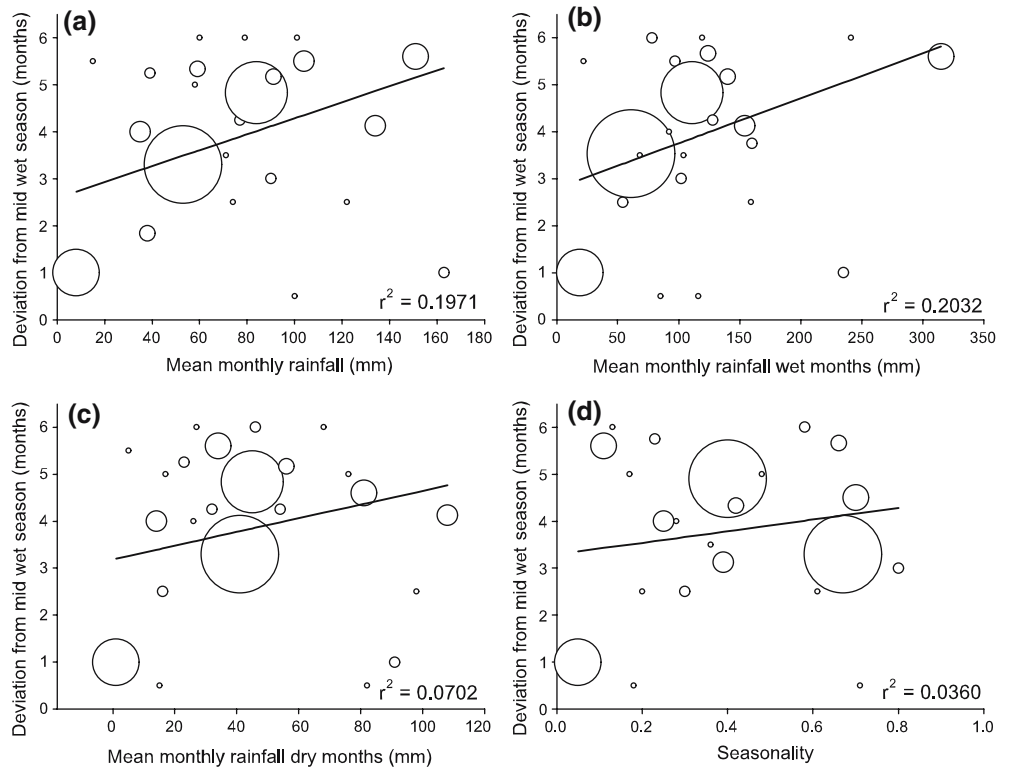 (a)
Deviation from mid wet season (months)
6
5
4
3
2
1
0
r² = 0.1971
0 20 40 60 80 100 120 140 160 180
Mean monthly rainfall (mm)
(b)
Deviation from mid wet season (months)
6
5
4
3
2
1
0
r² = 0.2032
0 50 100 150 200 250 300 350
Mean monthly rainfall wet months (mm)
(c)
Deviation from mid wet season (months)
6
5
4
3
2
1
0
r² = 0.0702
0 20 40 60 80 100 120
Mean monthly rainfall dry months (mm)
(d)
Deviation from mid wet season (months)
6
5
4
3
2
1
0
r² = 0.0360
0.0 0.2 0.4 0.6 0.8 1.0
Seasonality